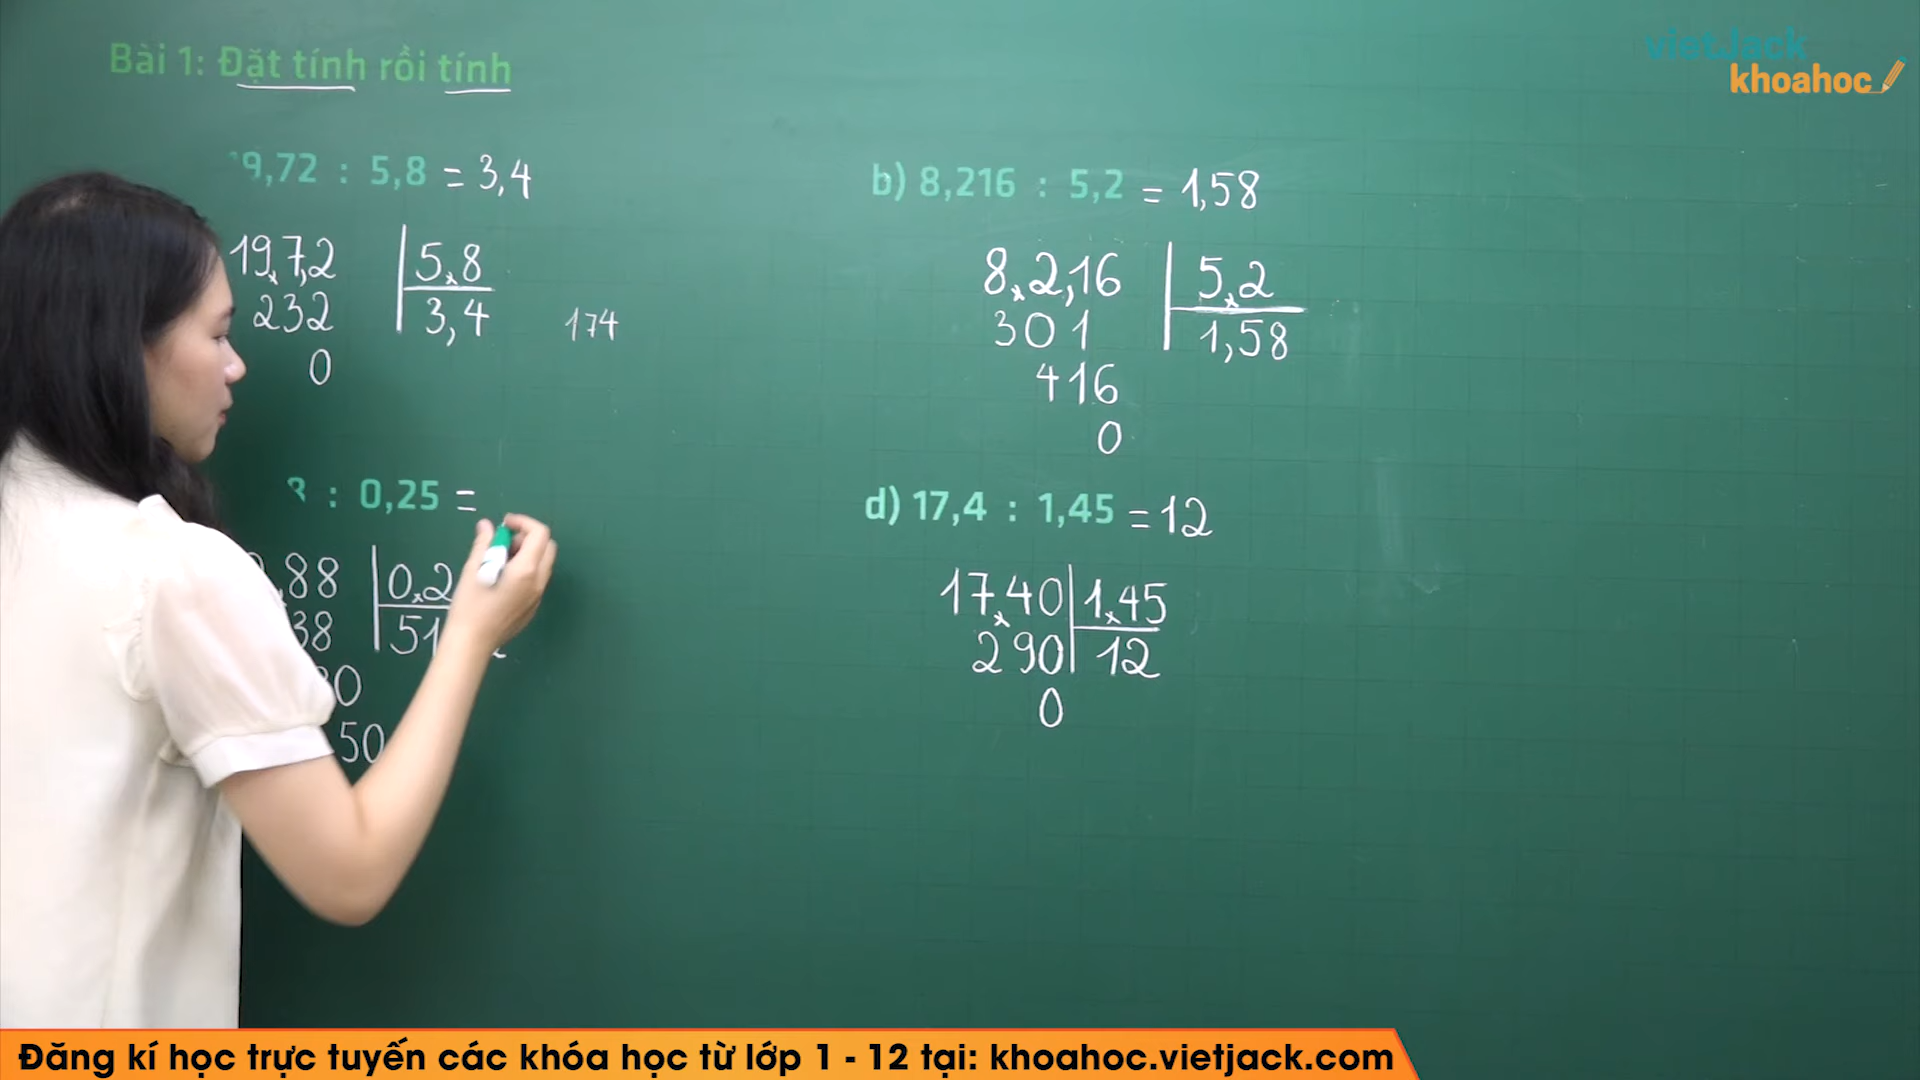 vietJack
khoahoc
Bài 1: Đặt tính rồi tính
9,72 : 5,8 = 3,4
19,7,2 5,8
232 3,4
174
0
b) 8,216 : 5,2 = 1,58
8,2,16 5,2
301 1,58
416
0
: 0,25 =
,88 0,2
38 51
0
50
d) 17,4 : 1,45 = 12
17,40 1,45
290 12
0
Đăng kí học trực tuyến các khóa học từ lớp 1 - 12 tại: khoahoc.vietjack.com